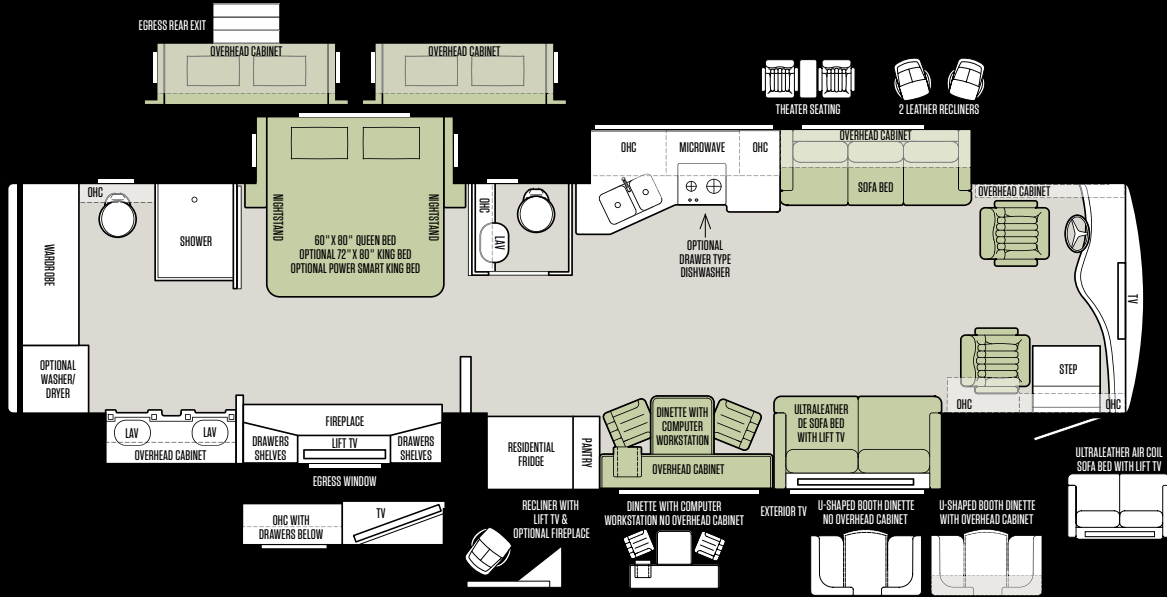 EGRESS REAR EXIT
OVERHEAD CABINET
OVERHEAD CABINET
THEATER SEATING
2 LEATHER RECLINERS
OHC
MICROWAVE
OHC
OVERHEAD CABINET
SOFA BED
OHC
SHOWER
NIGHTSTAND
NIGHTSTAND
60" X 80" QUEEN BED
OPTIONAL 72" X 80" KING BED
OPTIONAL POWER SMART KING BED
OHC
LAV
OPTIONAL
DRAWER TYPE
DISHWASHER
OVERHEAD CABINET
TV
WARDROBE
OPTIONAL
WASHER/
DRYER
STEP
OHC
OHC
LAV
LAV
OVERHEAD CABINET
FIREPLACE
DRAWERS
SHELVES
LIFT TV
DRAWERS
SHELVES
EGRESS WINDOW
RESIDENTIAL
FRIDGE
PANTRY
DINETTE WITH
COMPUTER
WORKSTATION
OVERHEAD CABINET
ULTRALEATHER
DE SOFA BED
WITH LIFT TV
ULTRALEATHER AIR COIL
SOFA BED WITH LIFT TV
OHC WITH
DRAWERS BELOW
TV
RECLINER WITH
LIFT TV &
OPTIONAL FIREPLACE
DINETTE WITH COMPUTER
WORKSTATION NO OVERHEAD CABINET
EXTERIOR TV
U-SHAPED BOOTH DINETTE
NO OVERHEAD CABINET
U-SHAPED BOOTH DINETTE
WITH OVERHEAD CABINET